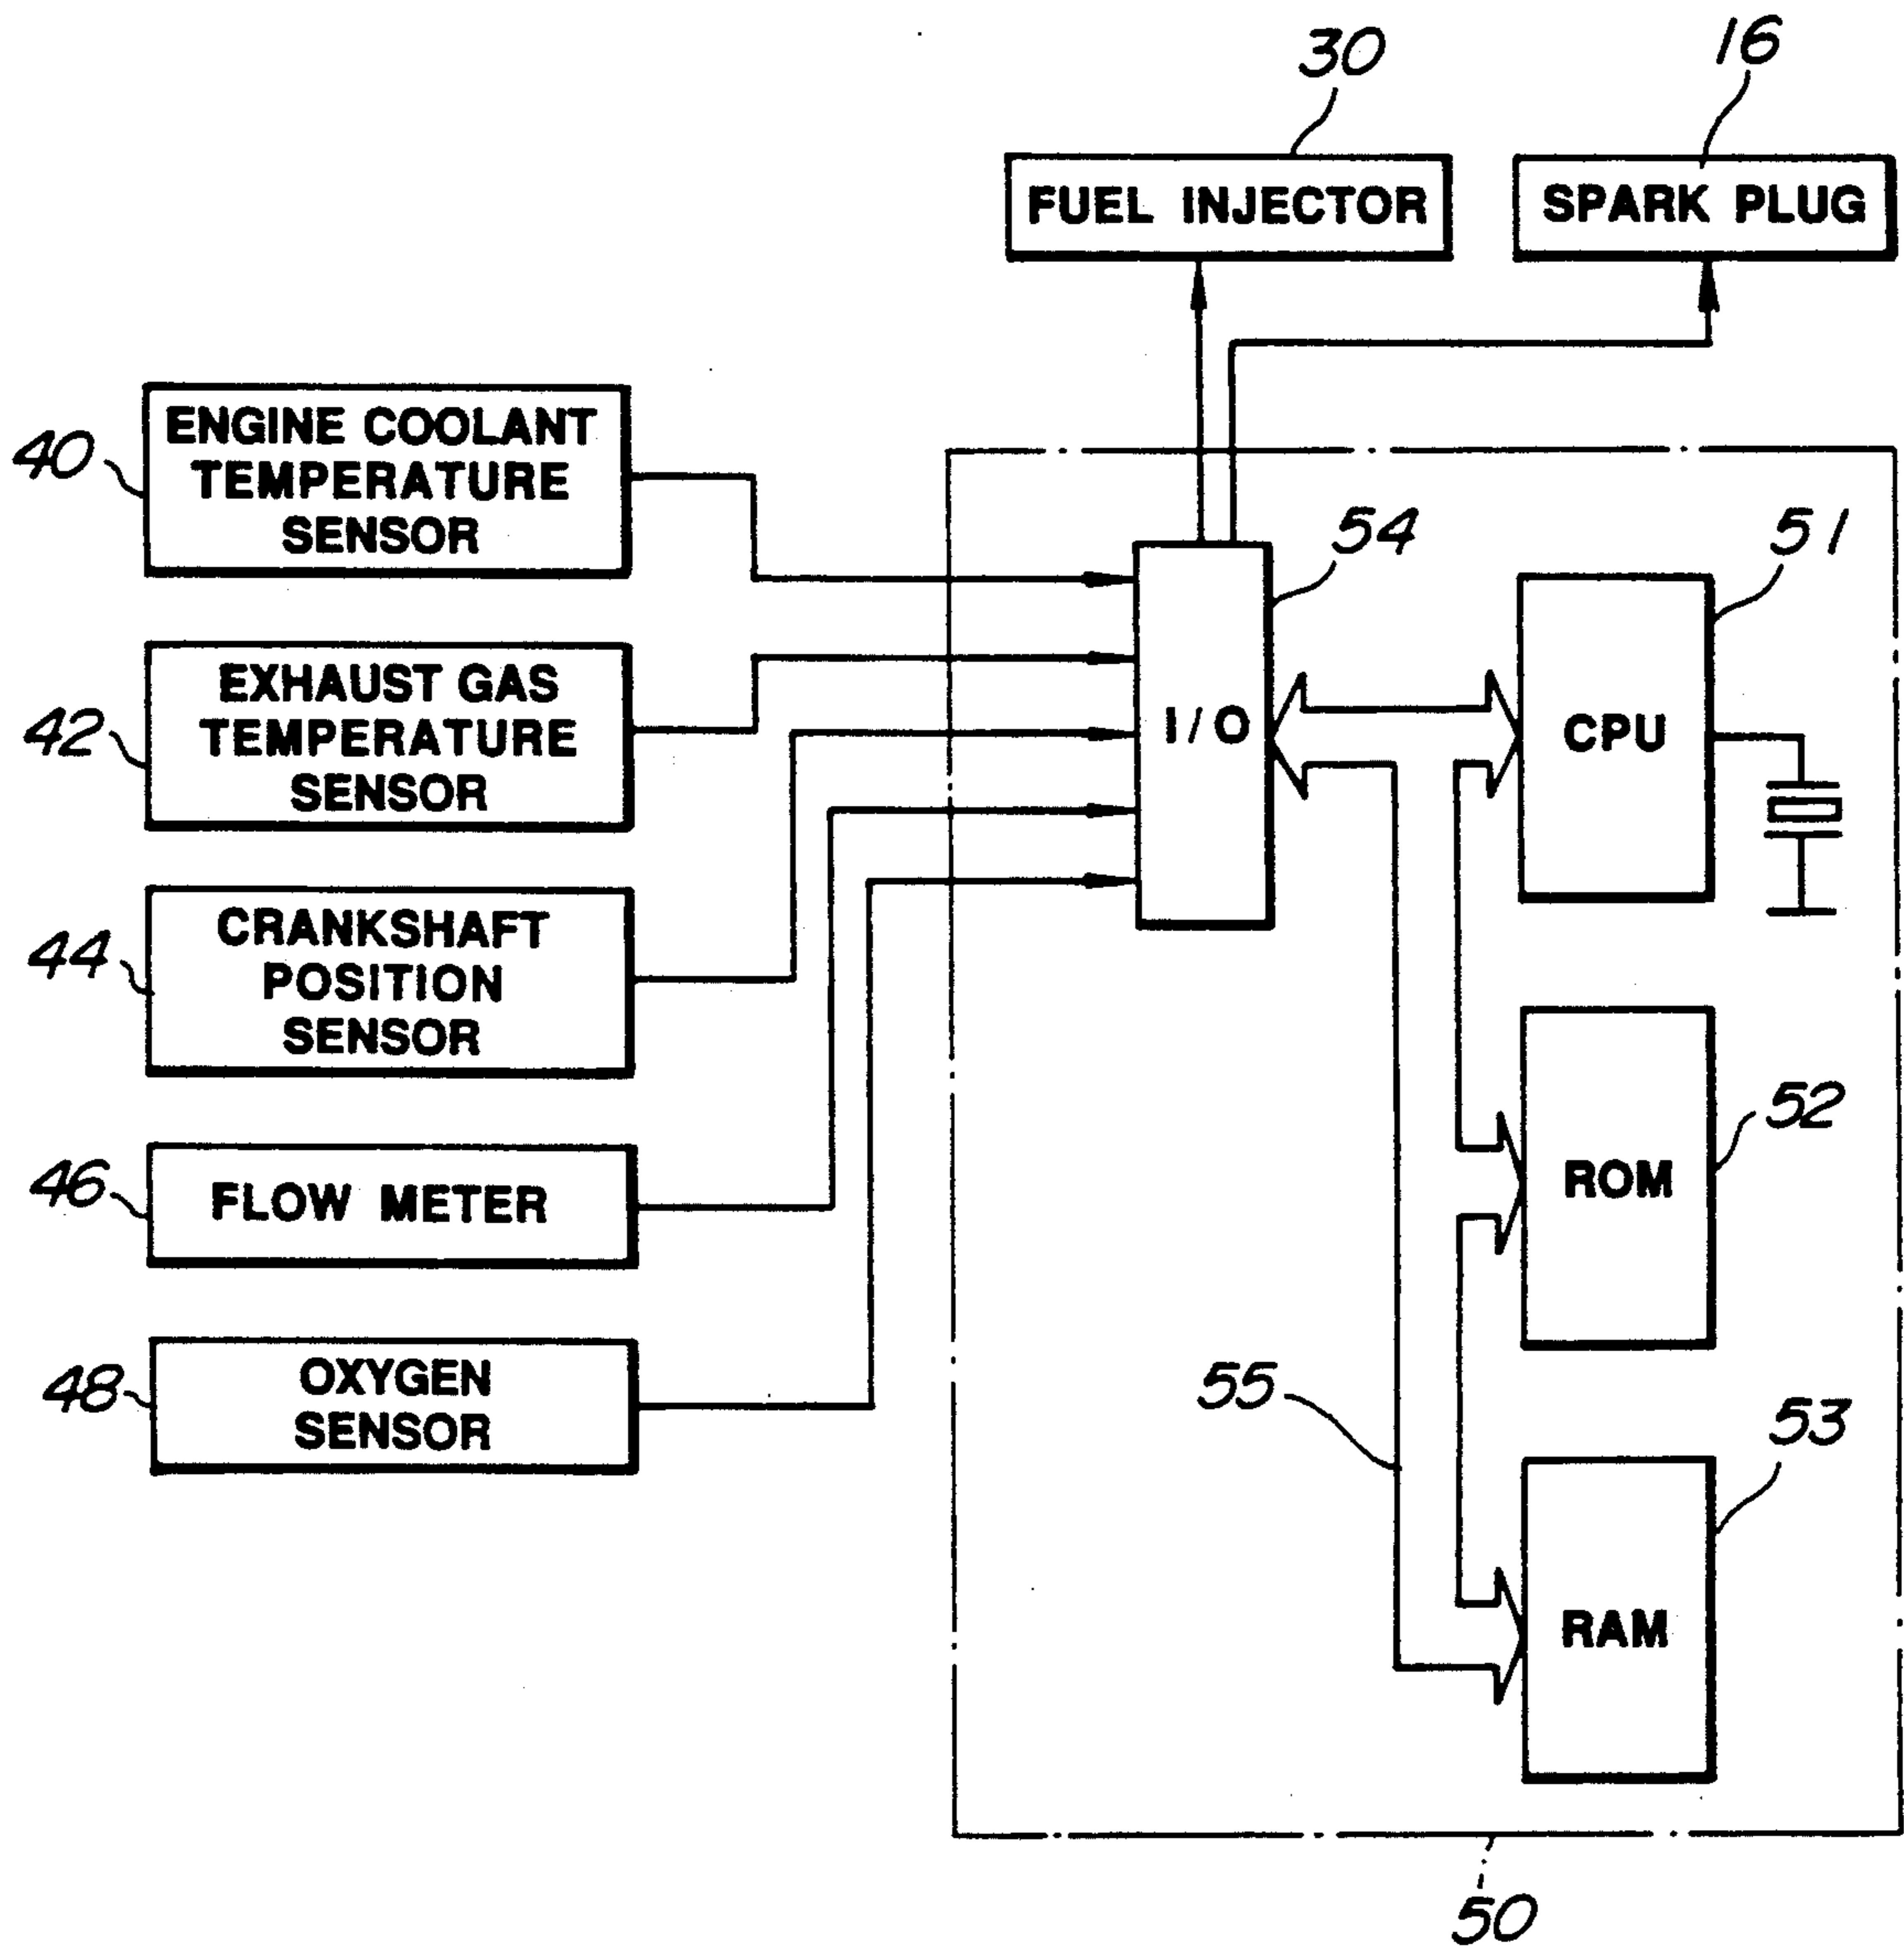 30
16
FUEL INJECTOR
SPARK PLUG
40
ENGINE COOLANT
TEMPERATURE
SENSOR
54
51
42
EXHAUST GAS
TEMPERATURE
SENSOR
I/O
CPU
44
CRANKSHAFT
POSITION
SENSOR
52
46
FLOW METER
ROM
48
OXYGEN
SENSOR
55
53
RAM
50